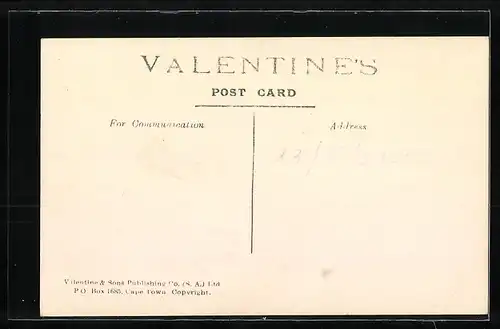 VALENTINE'S
POST CARD
For Communication
Address
Valentine & Sons Publishing Co. (S. A.) Ltd
P.O. Box 1685, Cape Town Copyright.